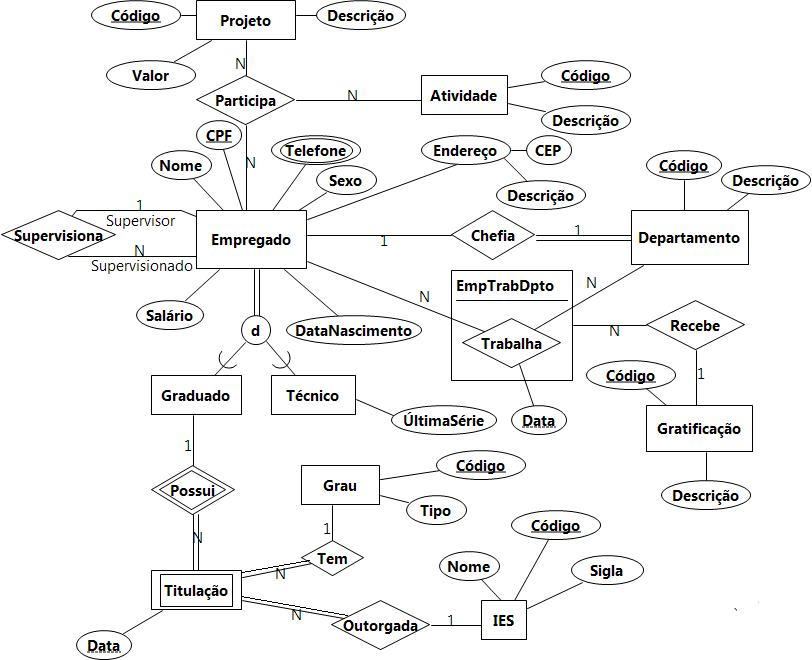 Código
Projeto
Descrição
Valor
N
Participa
N
Atividade
Código
Descrição
N
CPF
Nome
Telefone
Sexo
Endereço
CEP
Descrição
Código
Descrição
1
Supervisor
Supervisiona
N
Supervisionado
Empregado
1
Chefia
1
Departamento
Salário
d
DataNascimento
N
EmpTrabDpto
N
Trabalha
N
Recebe
1
Data
Código
Gratificação
Descrição
Graduado
Técnico
ÚltimaSérie
1
Possui
N
Grau
Código
Tipo
1
Tem
N
Titulação
Data
N
Outorgada
1
IES
Nome
Código
Sigla